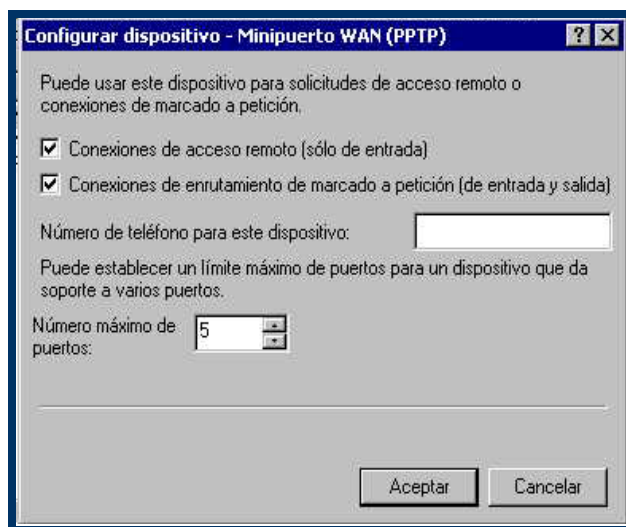 Configurar dispositivo - Minipuerto WAN (PPTP)
Puede usar este dispositivo para solicitudes de acceso remoto o
conexiones de marcado a petición.
Conexiones de acceso remoto (sólo de entrada)
Conexiones de enrutamiento de marcado a petición (de entrada y salida)
Número de teléfono para este dispositivo:
Puede establecer un límite máximo de puertos para un dispositivo que da
soporte a varios puertos.
Número máximo de
puertos:
5
Aceptar
Cancelar